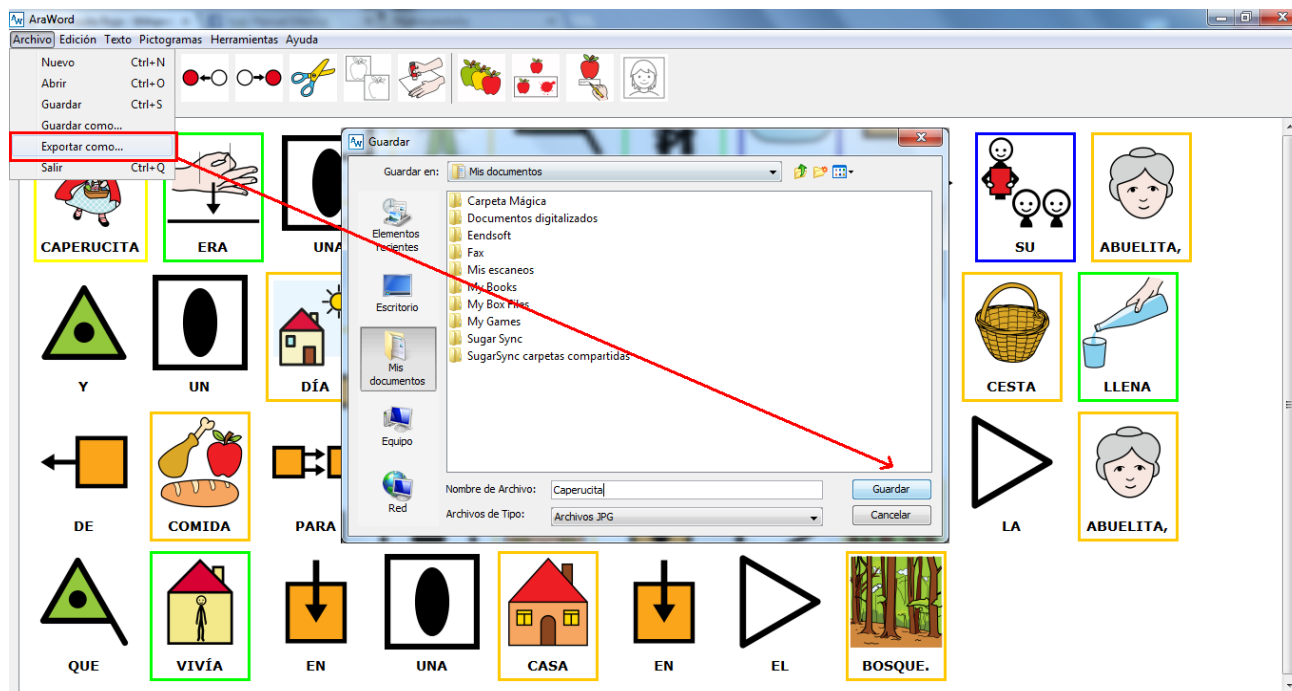 AraWord
Archivo Edición Texto Pictogramas Herramientas Ayuda
Nuevo Ctrl+N
Abrir Ctrl+O
Guardar Ctrl+S
Guardar como...
Exportar como...
Salir Ctrl+Q
Guardar
Guardar en: Mis documentos
Elementos recientes
Escritorio
Mis documentos
Equipo
Red
Carpeta Mágica
Documentos digitalizados
Eendsoft
Fax
Mis escaneos
My Books
My Box Files
My Games
Sugar Sync
SugarSync carpetas compartidas
Nombre de Archivo: Caperucita Guardar
Archivos de Tipo: Archivos JPG Cancelar
CAPERUCITA ERA UNA SU ABUELITA,
Y UN DÍA CESTA LLENA
DE COMIDA PARA LA ABUELITA,
QUE VIVÍA EN UNA CASA EN EL BOSQUE.